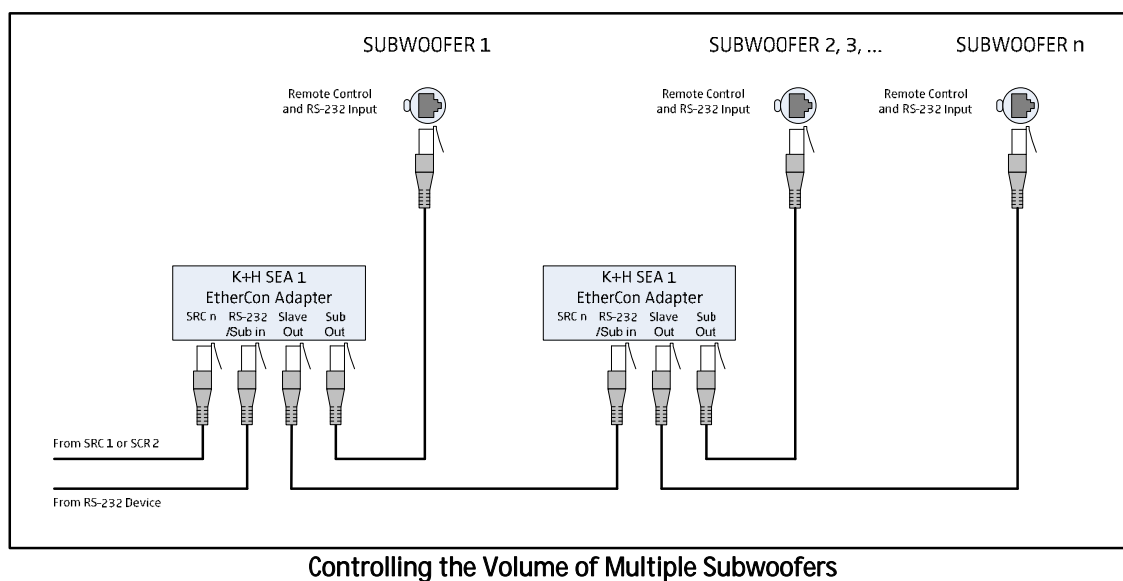 SUBWOOFER 1
SUBWOOFER 2, 3, ...
SUBWOOFER n
Remote Control
and RS-232 Input
Remote Control
and RS-232 Input
Remote Control
and RS-232 Input
K+H SEA 1
EtherCon Adapter
SRC n RS-232 Slave Sub
/Sub in Out Out
K+H SEA 1
EtherCon Adapter
SRC n RS-232 Slave Sub
/Sub in Out Out
From SRC 1 or SCR 2
From RS-232 Device
Controlling the Volume of Multiple Subwoofers